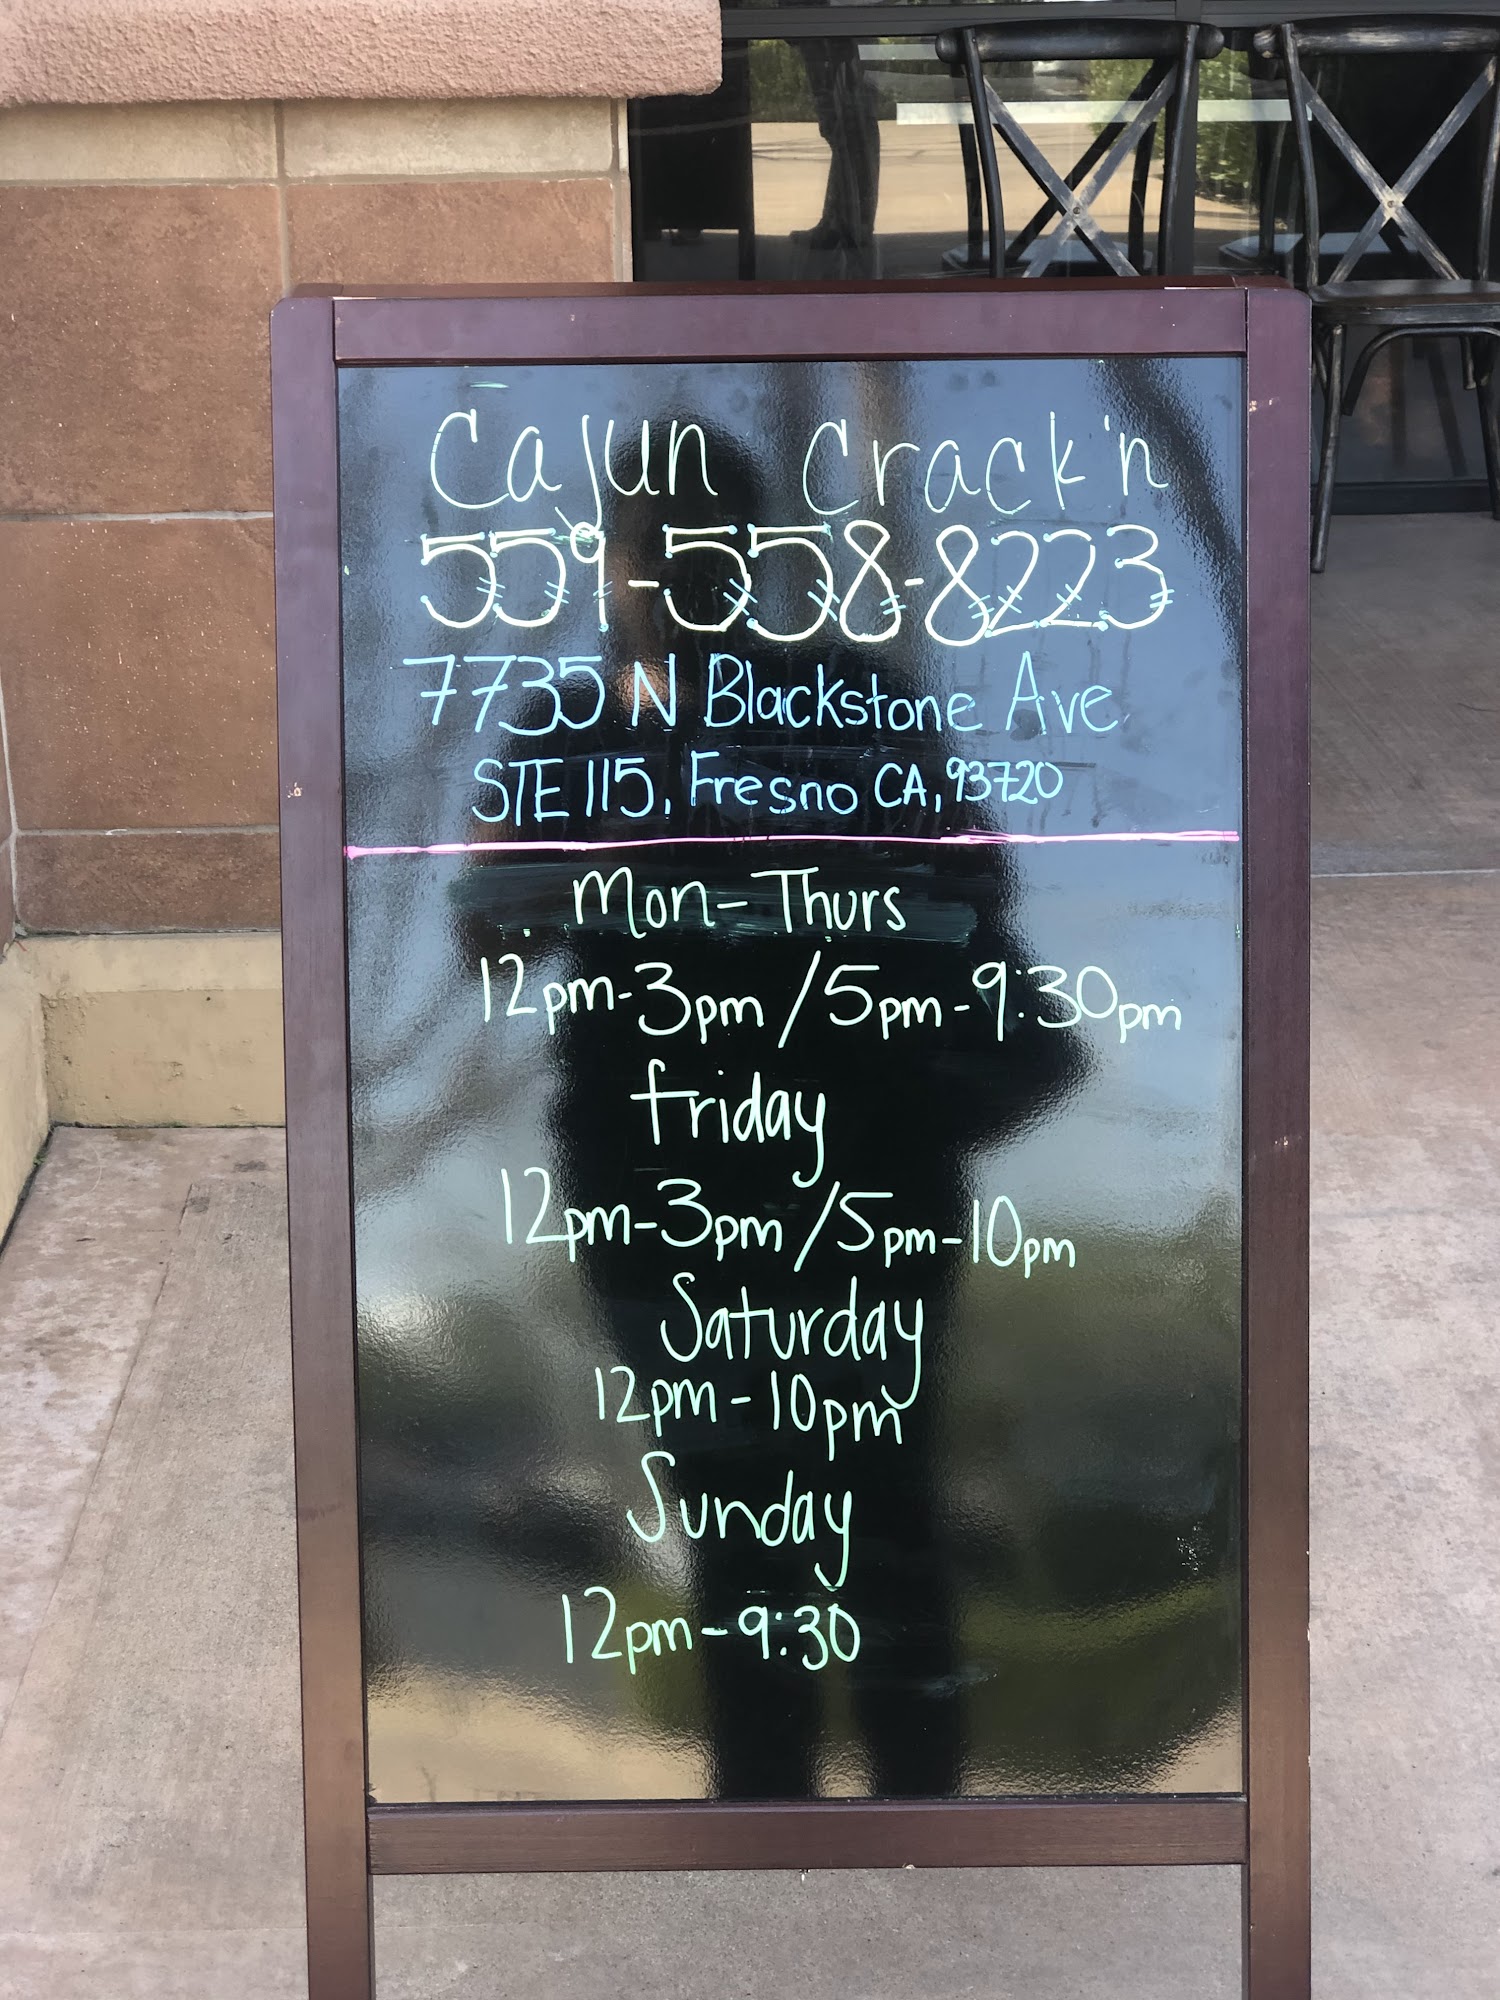 Cajun Crack'n
559-558-8223
7735 N Blackstone Ave
STE 115, Fresno CA, 93720
Mon-Thurs
12pm-3pm/5pm-9:30pm
friday
12pm-3pm/5pm-10pm
Saturday
12pm-10pm
Sunday
12pm-9:30